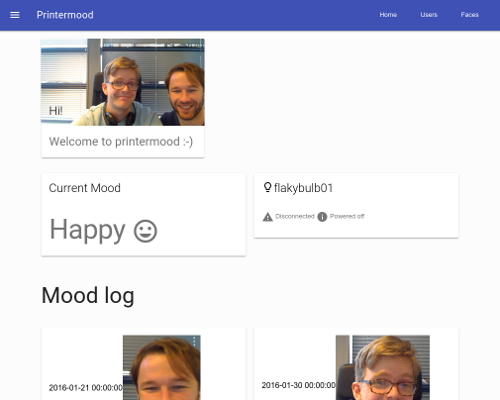 Printermood
Home Users Faces
Hi!
Welcome to printermood :-)
Current Mood
Happy
flakybulb01
Disconnected Powered off
Mood log
2016-01-21 00:00:00
2016-01-30 00:00:00